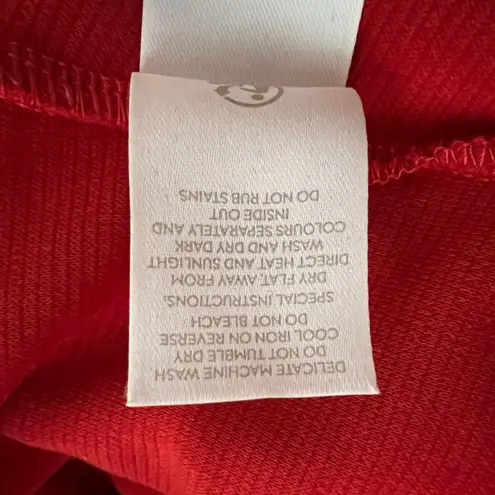 DELICATE MACHINE WASH
DO NOT TUMBLE DRY
COOL IRON ON REVERSE
DO NOT BLEACH
SPECIAL INSTRUCTIONS.
DRY FLAT, AWAY FROM
DIRECT HEAT AND SUNLIGHT
WASH AND DRY DARK
COLOURS SEPARATELY AND
INSIDE OUT
DO NOT RUB STAINS